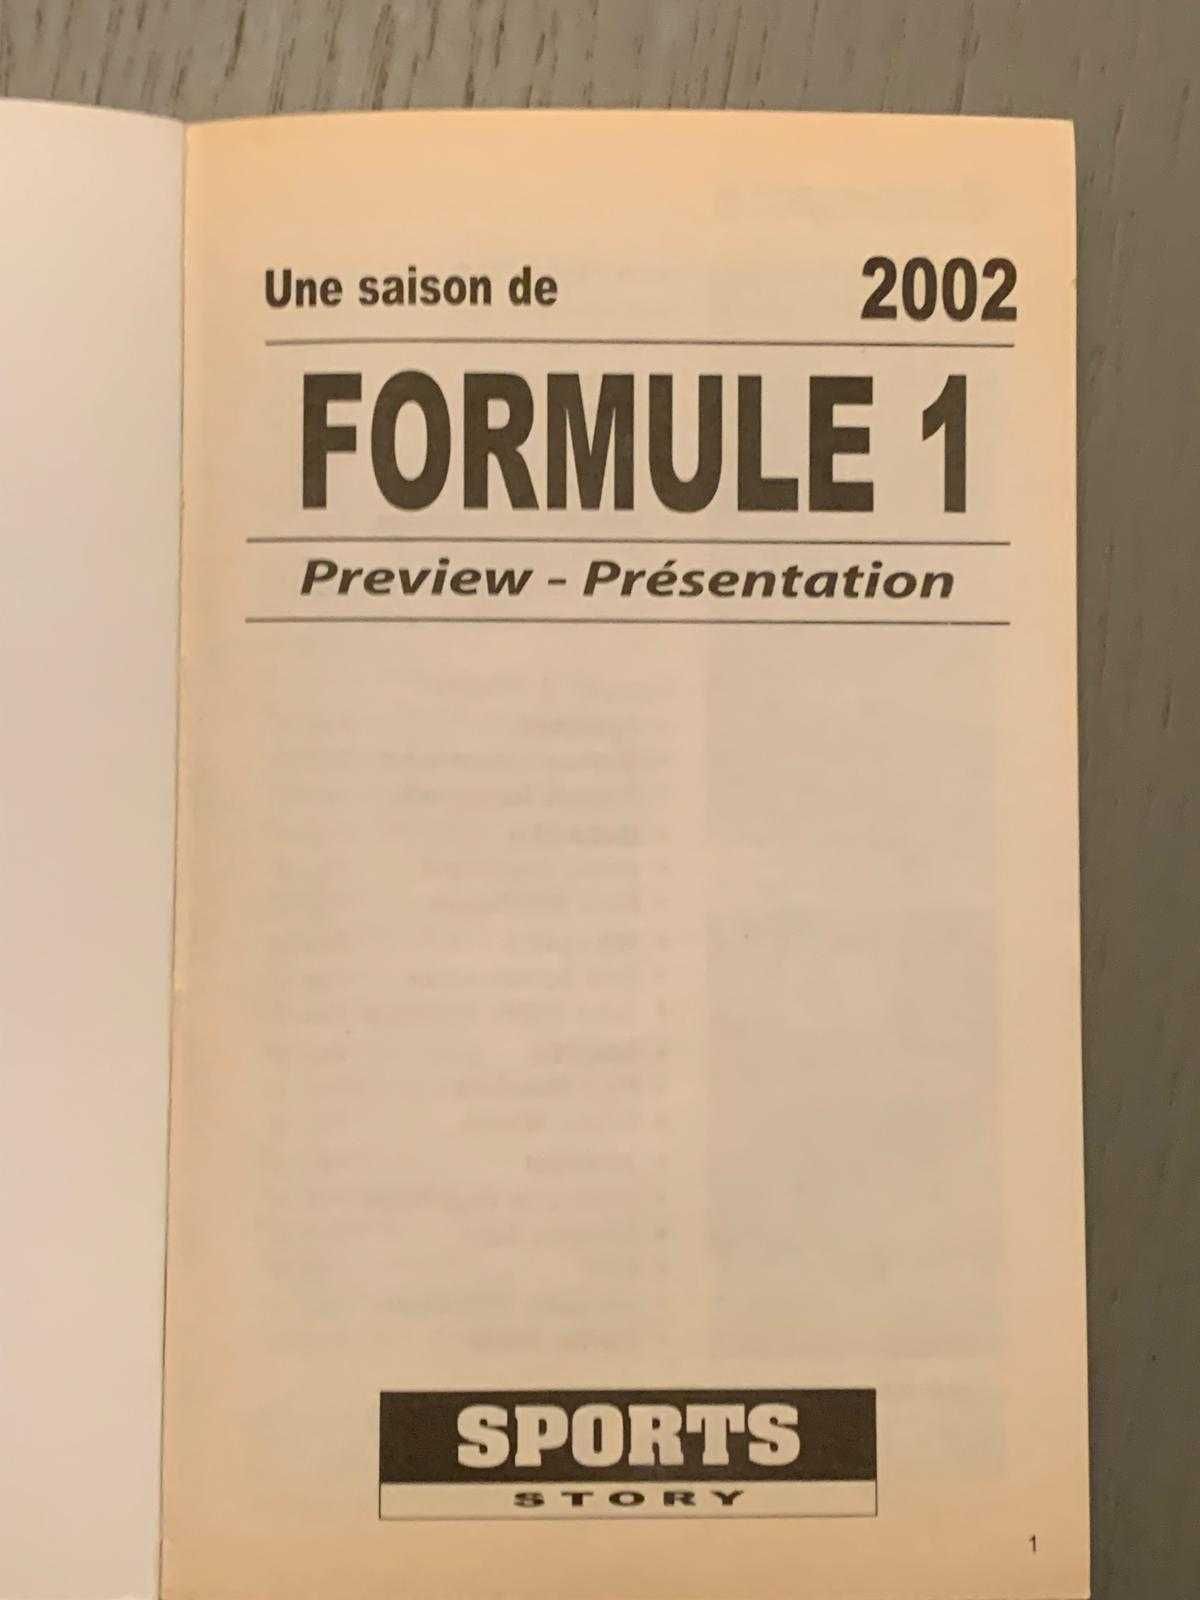 Une saison de 2002
FORMULE 1
Preview - Présentation
SPORTS
STORY
1